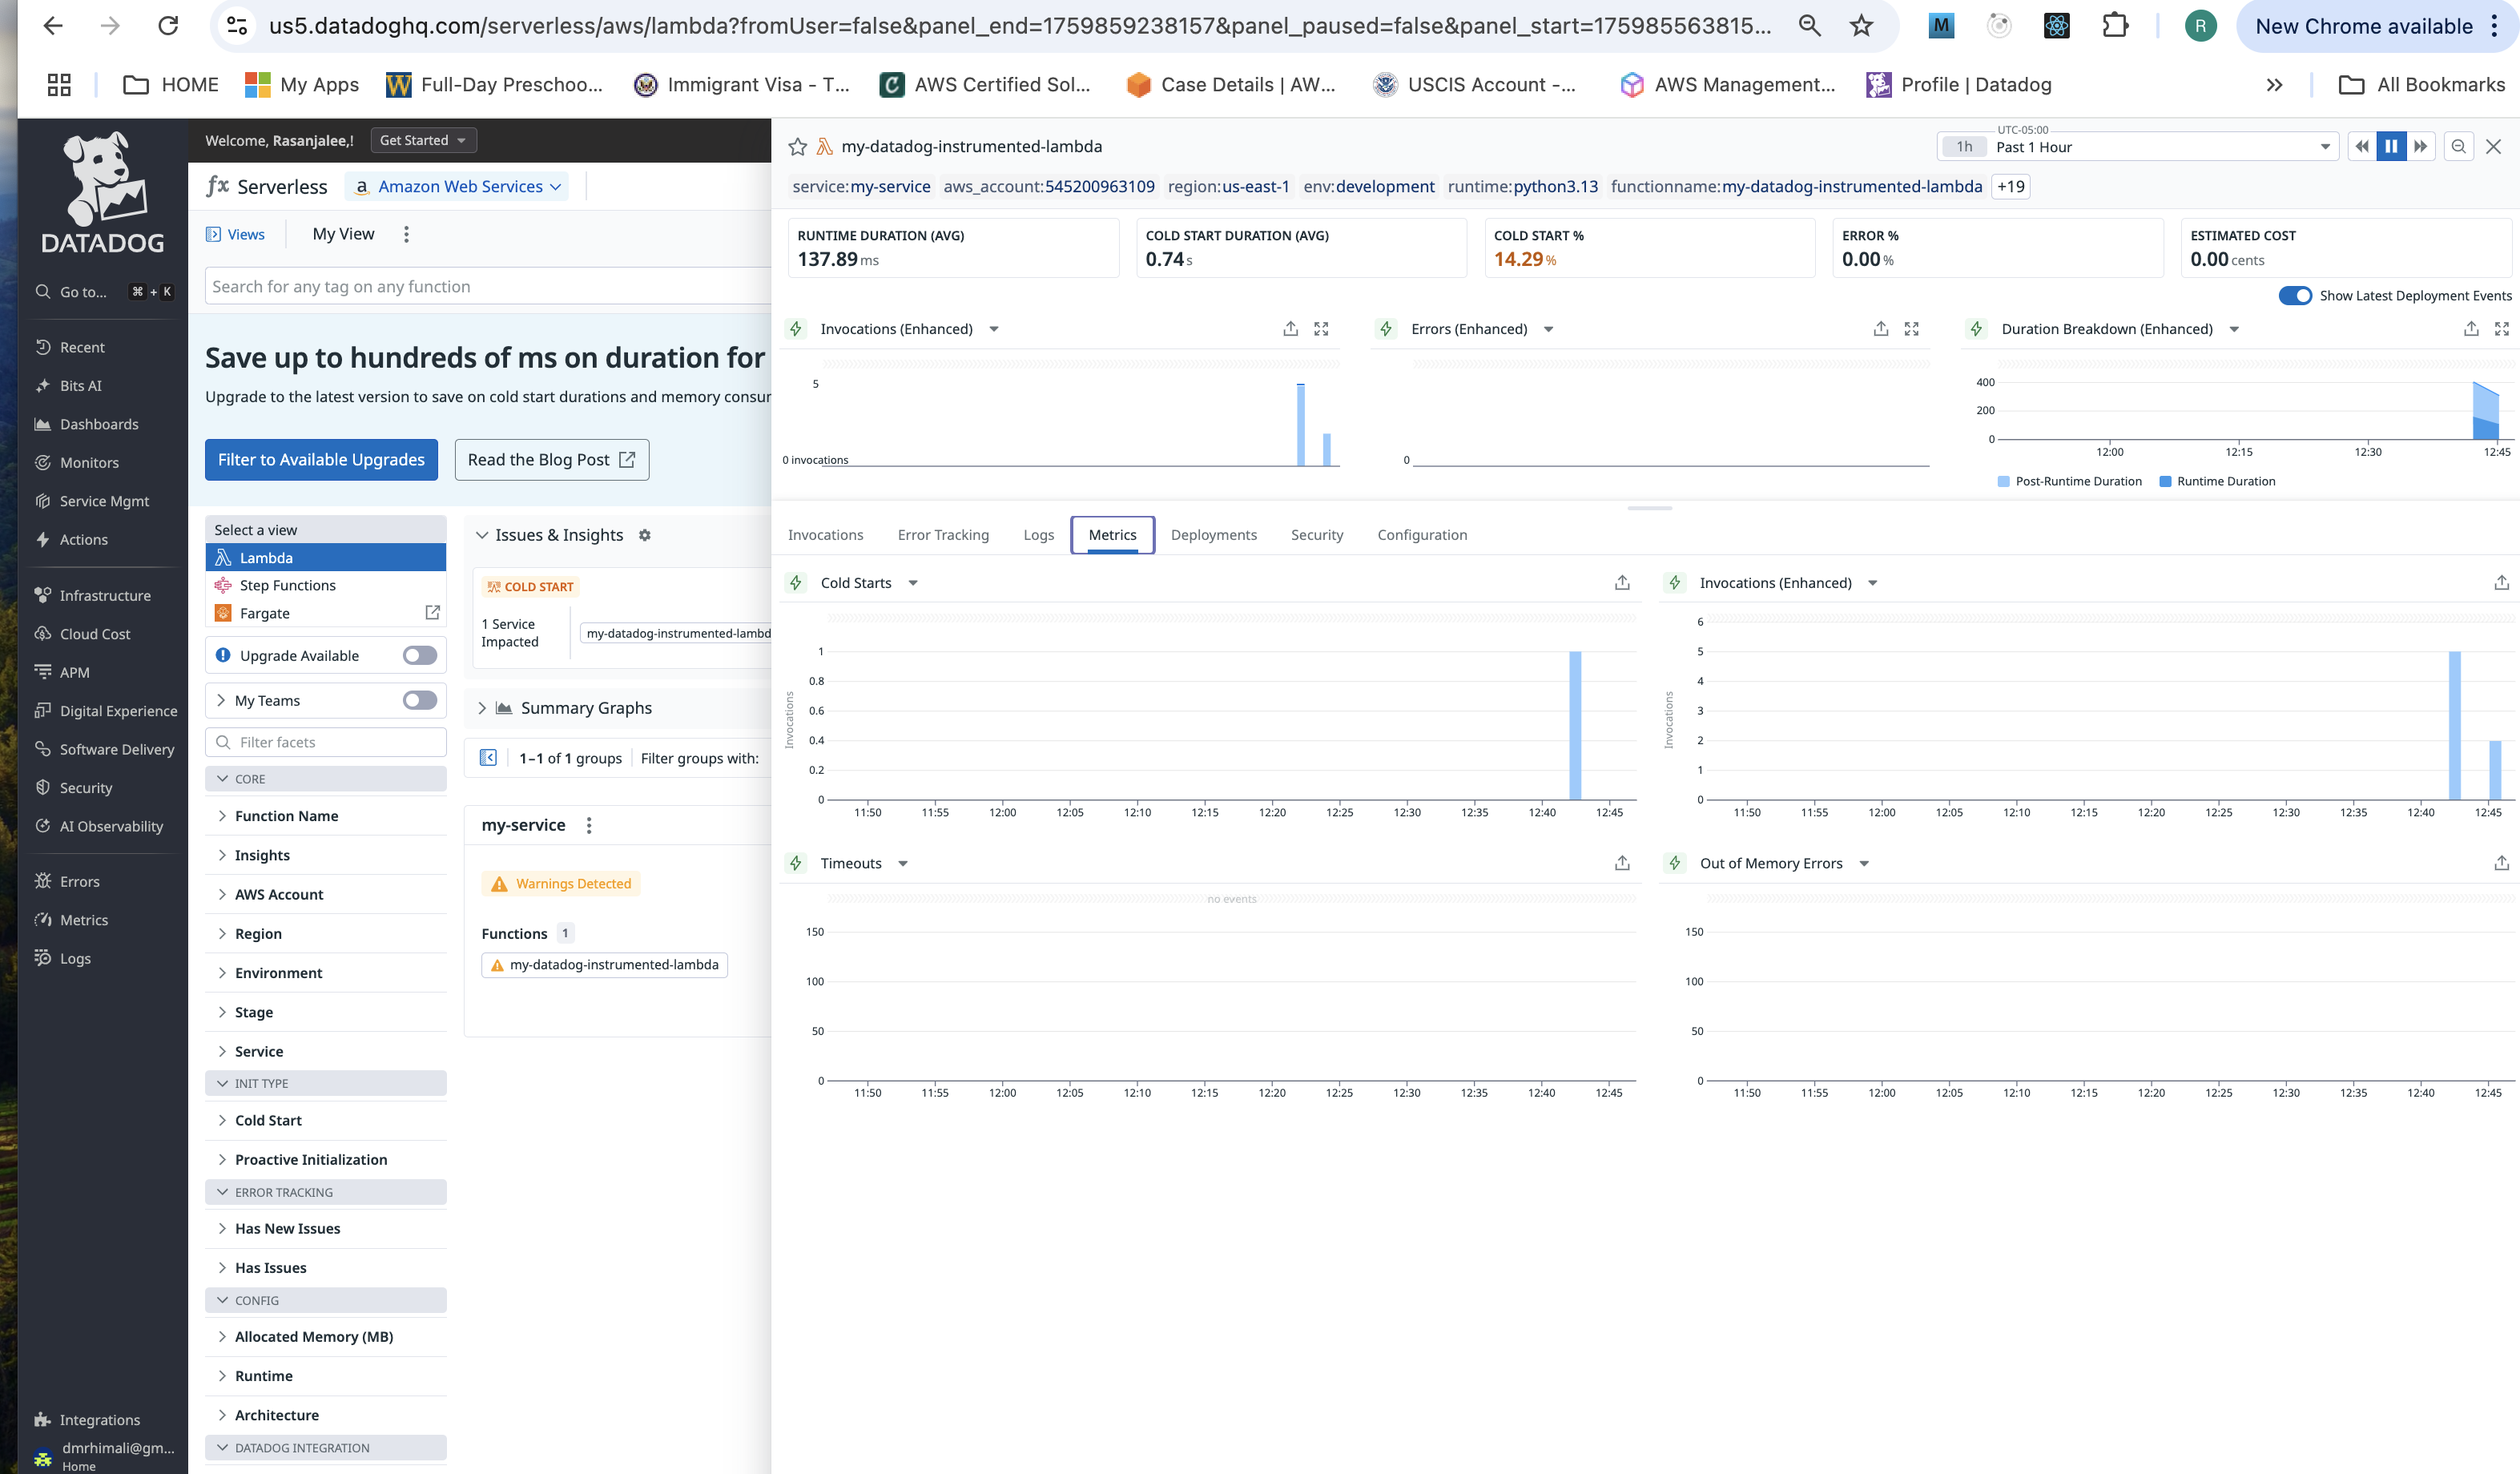 us5.datadoghq.com/serverless/aws/lambda?fromUser=false&panel_end=1759859238157&panel_paused=false&panel_start=175985563815...
M
R
New Chrome available
HOME
My Apps
W
Full-Day Preschoo...
Immigrant Visa - T...
C
AWS Certified Sol...
Case Details | AW...
USCIS Account -...
AWS Management...
Profile | Datadog
All Bookmarks
DATADOG
Go to...
⌘ + K
Recent
Bits AI
Dashboards
Monitors
Service Mgmt
Actions
Infrastructure
Cloud Cost
APM
Digital Experience
Software Delivery
Security
AI Observability
Errors
Metrics
Logs
Integrations
dmrhimali@gm...
Home
Welcome, Rasanjalee,!
Get Started
fx Serverless
a Amazon Web Services
Views
My View
Search for any tag on any function
Save up to hundreds of ms on duration for
Upgrade to the latest version to save on cold start durations and memory consu
Filter to Available Upgrades
Read the Blog Post
Select a view
Lambda
Step Functions
Fargate
Upgrade Available
My Teams
Filter facets
CORE
Function Name
Insights
AWS Account
Region
Environment
Stage
Service
INIT TYPE
Cold Start
Proactive Initialization
ERROR TRACKING
Has New Issues
Has Issues
CONFIG
Allocated Memory (MB)
Runtime
Architecture
DATADOG INTEGRATION
Issues & Insights
COLD START
1 Service
Impacted
my-datadog-instrumented-lambd
Summary Graphs
1–1 of 1 groups
Filter groups with:
my-service
Warnings Detected
Functions 1
my-datadog-instrumented-lambda
my-datadog-instrumented-lambda
UTC-05:00
1h Past 1 Hour
service:my-service aws_account:545200963109 region:us-east-1 env:development runtime:python3.13 functionname:my-datadog-instrumented-lambda +19
RUNTIME DURATION (AVG)
137.89 ms
COLD START DURATION (AVG)
0.74 s
COLD START %
14.29 %
ERROR %
0.00 %
ESTIMATED COST
0.00 cents
Show Latest Deployment Events
Invocations (Enhanced)
5
0 invocations
Errors (Enhanced)
0
Duration Breakdown (Enhanced)
400
200
0
12:00 12:15 12:30 12:45
Post-Runtime Duration Runtime Duration
Invocations Error Tracking Logs Metrics Deployments Security Configuration
Cold Starts
Invocations
1
0.8
0.6
0.4
0.2
0
11:50 11:55 12:00 12:05 12:10 12:15 12:20 12:25 12:30 12:35 12:40 12:45
Invocations (Enhanced)
Invocations
6
5
4
3
2
1
0
11:50 11:55 12:00 12:05 12:10 12:15 12:20 12:25 12:30 12:35 12:40 12:45
Timeouts
no events
150
100
50
0
11:50 11:55 12:00 12:05 12:10 12:15 12:20 12:25 12:30 12:35 12:40 12:45
Out of Memory Errors
150
100
50
0
11:50 11:55 12:00 12:05 12:10 12:15 12:20 12:25 12:30 12:35 12:40 12:45